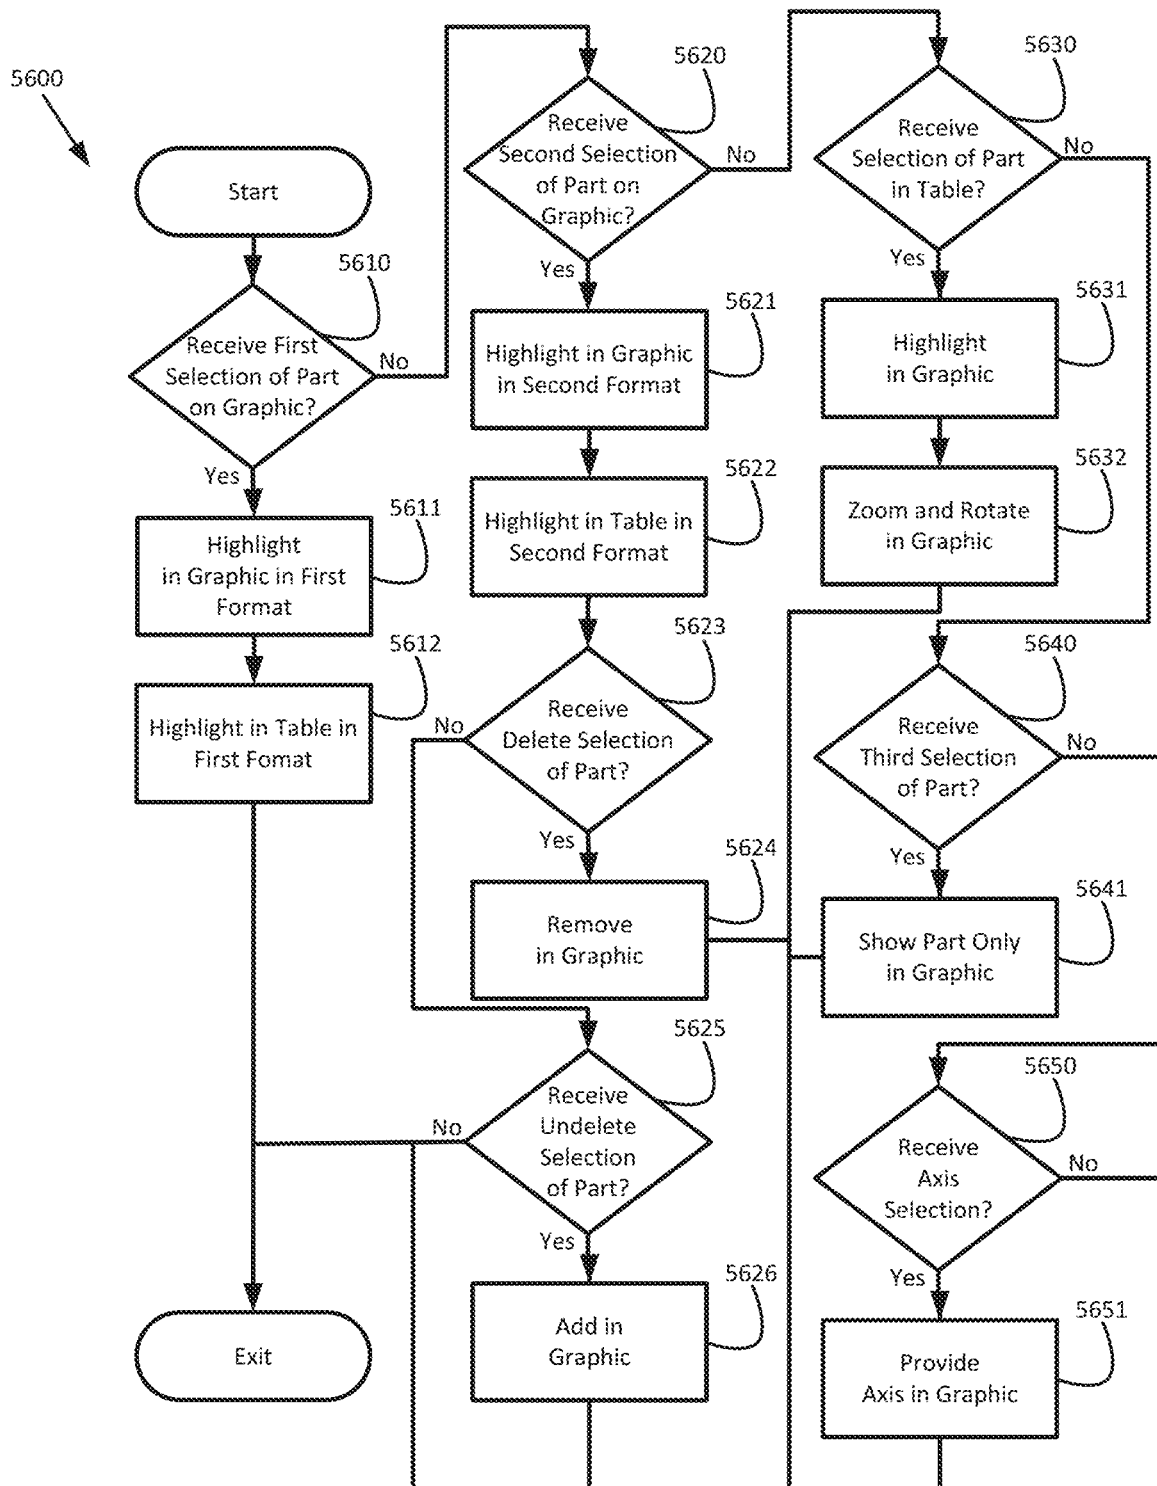 5600
Start
5610
Receive First
Selection of Part
on Graphic?
No
Yes
5611
Highlight
in Graphic in First
Format
5612
Highlight in Table in
First Fomat
Exit
5620
Receive
Second Selection
of Part on
Graphic?
No
Yes
5621
Highlight in Graphic
in Second Format
5622
Highlight in Table in
Second Format
5623
Receive
Delete Selection
of Part?
No
Yes
5624
Remove
in Graphic
5625
Receive
Undelete
Selection
of Part?
No
Yes
5626
Add in
Graphic
5630
Receive
Selection of Part
in Table?
No
Yes
5631
Highlight
in Graphic
5632
Zoom and Rotate
in Graphic
5640
Receive
Third Selection
of Part?
No
Yes
5641
Show Part Only
in Graphic
5650
Receive
Axis
Selection?
No
Yes
5651
Provide
Axis in Graphic